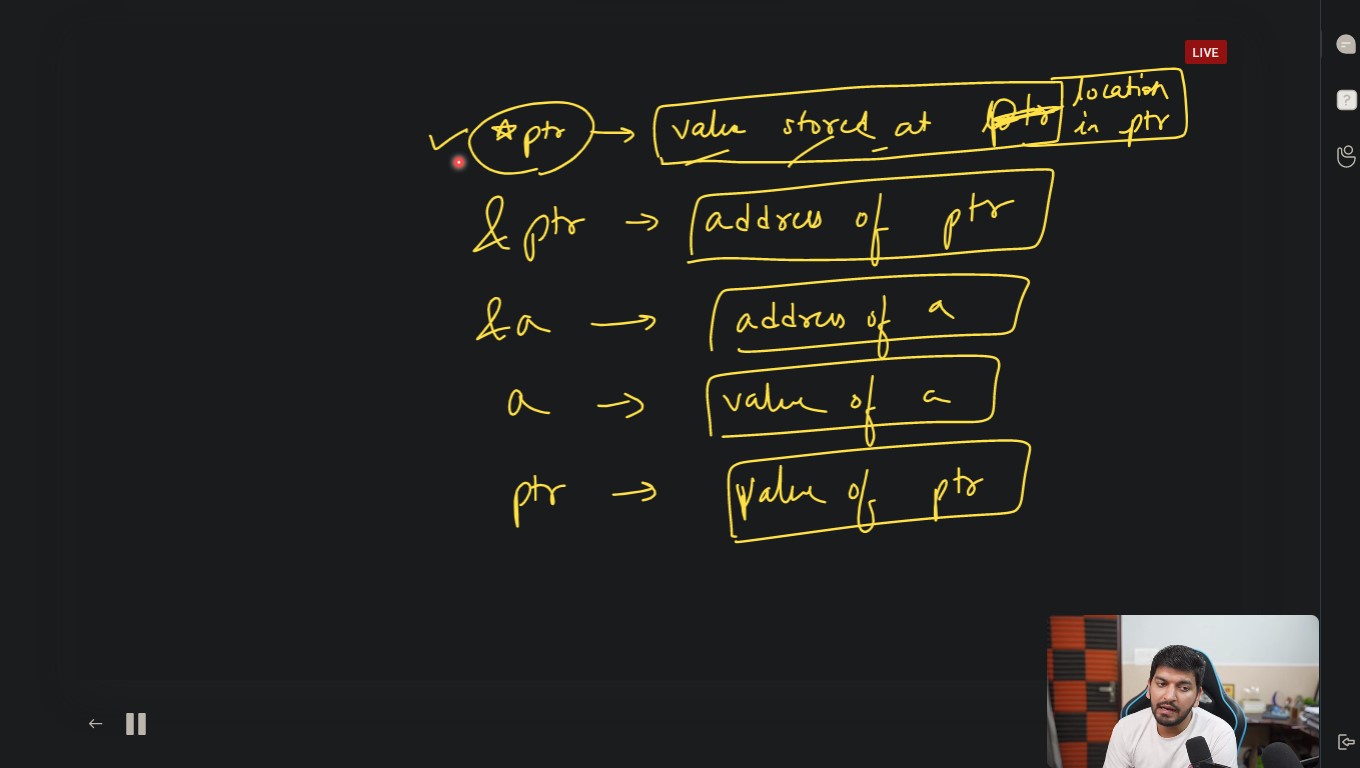 LIVE
*ptr → value stored at ptr location in ptr
&ptr → address of ptr
&a → address of a
a → value of a
ptr → value of ptr